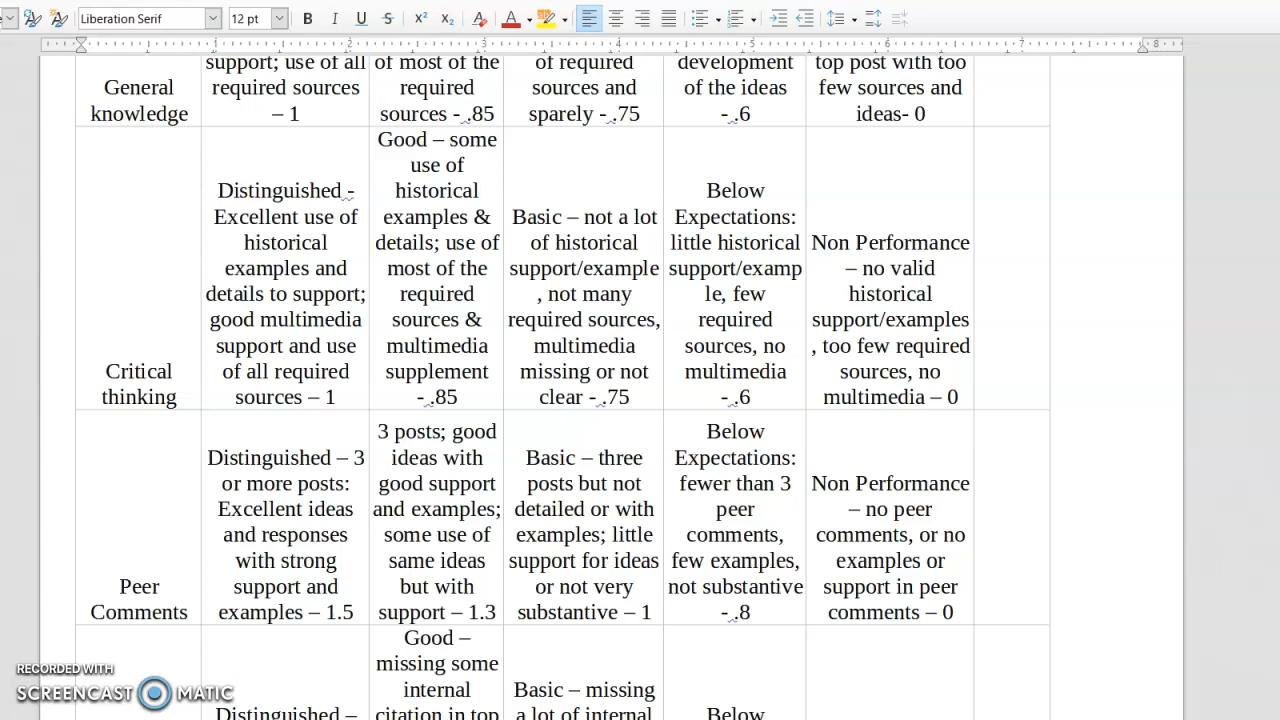 Liberation Serif
12 pt
B I U S X² X₂ A
1 2 3 4 5 6 7 8
General
knowledge
support; use of all
required sources
– 1
of most of the
required
sources - .85
of required
sources and
sparely - .75
development
of the ideas
- .6
top post with too
few sources and
ideas- 0
Critical
thinking
Distinguished -
Excellent use of
historical
examples and
details to support;
good multimedia
support and use
of all required
sources – 1
Good – some
use of
historical
examples &
details; use of
most of the
required
sources &
multimedia
supplement
- .85
Basic – not a lot
of historical
support/example
, not many
required sources,
multimedia
missing or not
clear - .75
Below
Expectations:
little historical
support/examp
le, few
required
sources, no
multimedia
- .6
Non Performance
– no valid
historical
support/examples
, too few required
sources, no
multimedia – 0
Peer
Comments
Distinguished – 3
or more posts:
Excellent ideas
and responses
with strong
support and
examples – 1.5
3 posts; good
ideas with
good support
and examples;
some use of
same ideas
but with
support – 1.3
Basic – three
posts but not
detailed or with
examples; little
support for ideas
or not very
substantive – 1
Below
Expectations:
fewer than 3
peer
comments,
few examples,
not substantive
- .8
Non Performance
– no peer
comments, or no
examples or
support in peer
comments – 0
Distinguished –
Good –
missing some
internal
citation in top
Basic – missing
a lot of internal
Below
RECORDED WITH
SCREENCAST MATIC